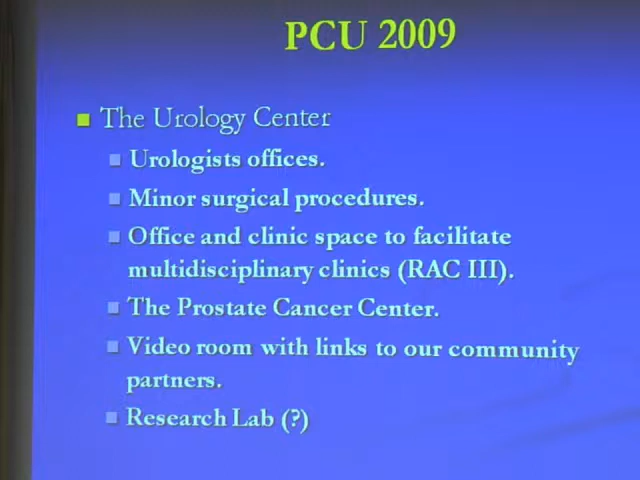 PCU 2009
The Urology Center
Urologists offices.
Minor surgical procedures.
Office and clinic space to facilitate
multidisciplinary clinics (RAC III).
The Prostate Cancer Center.
Video room with links to our community
partners.
Research Lab (?)